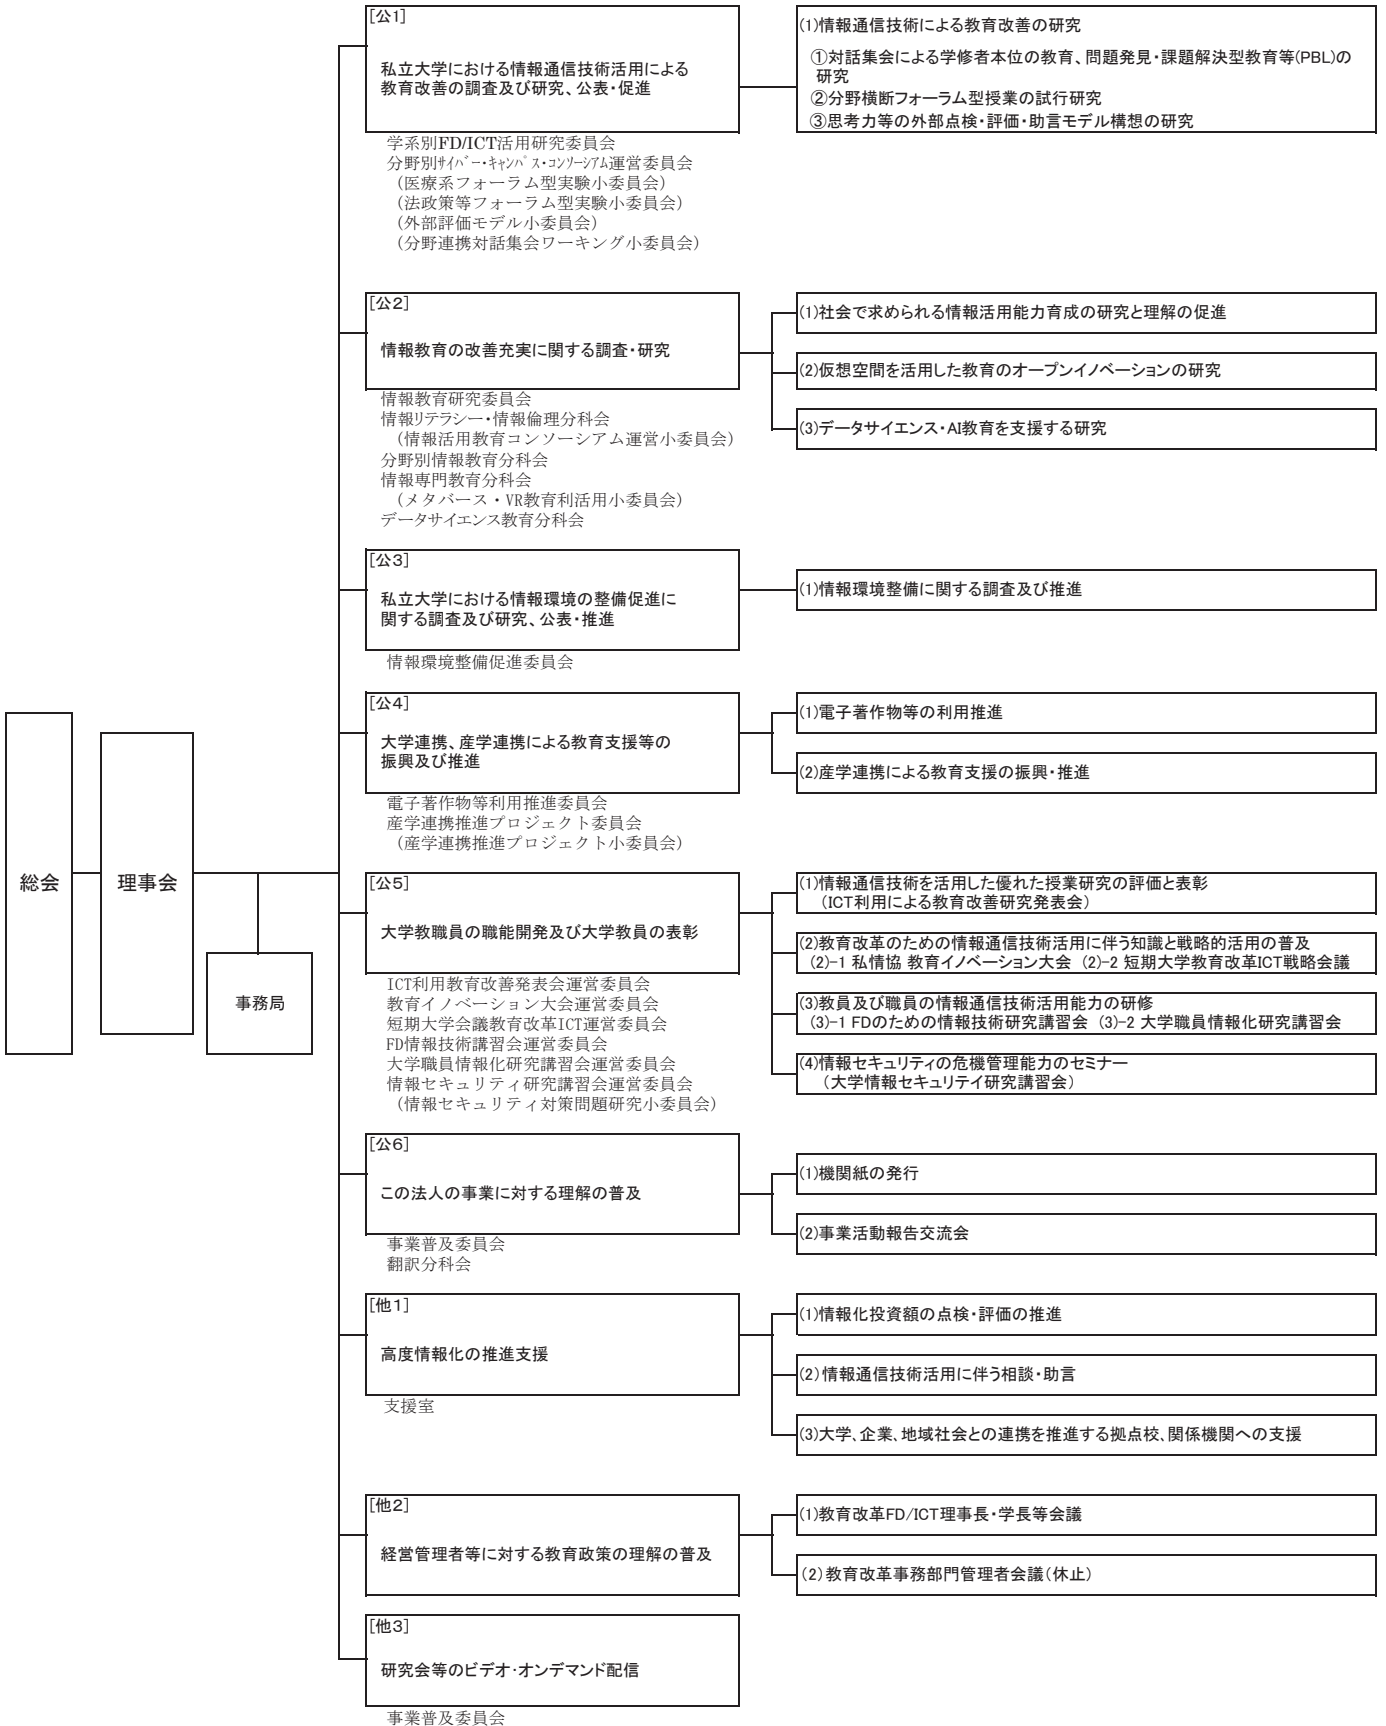 総会
理事会
事務局
[公1]
私立大学における情報通信技術活用による
教育改善の調査及び研究、公表・促進
学系別FD/ICT活用研究委員会
分野別ｻｲﾊﾞｰ・ｷｬﾝﾊﾟｽ・ｺﾝｿｰｼｱﾑ運営委員会
（医療系フォーラム型実験小委員会）
（法政策等フォーラム型実験小委員会）
（外部評価モデル小委員会）
（分野連携対話集会ワーキング小委員会）
(1)情報通信技術による教育改善の研究
①対話集会による学修者本位の教育、問題発見・課題解決型教育等(PBL)の
研究
②分野横断フォーラム型授業の試行研究
③思考力等の外部点検・評価・助言モデル構想の研究
[公2]
情報教育の改善充実に関する調査・研究
情報教育研究委員会
情報リテラシー・情報倫理分科会
（情報活用教育コンソーシアム運営小委員会）
分野別情報教育分科会
情報専門教育分科会
（メタバース・VR教育利活用小委員会）
データサイエンス教育分科会
(1)社会で求められる情報活用能力育成の研究と理解の促進
(2)仮想空間を活用した教育のオープンイノベーションの研究
(3)データサイエンス・AI教育を支援する研究
[公3]
私立大学における情報環境の整備促進に
関する調査及び研究、公表・推進
情報環境整備促進委員会
(1)情報環境整備に関する調査及び推進
[公4]
大学連携、産学連携による教育支援等の
振興及び推進
電子著作物等利用推進委員会
産学連携推進プロジェクト委員会
（産学連携推進プロジェクト小委員会）
(1)電子著作物等の利用推進
(2)産学連携による教育支援の振興・推進
[公5]
大学教職員の職能開発及び大学教員の表彰
ICT利用教育改善発表会運営委員会
教育イノベーション大会運営委員会
短期大学会議教育改革ICT運営委員会
FD情報技術講習会運営委員会
大学職員情報化研究講習会運営委員会
情報セキュリティ研究講習会運営委員会
（情報セキュリティ対策問題研究小委員会）
(1)情報通信技術を活用した優れた授業研究の評価と表彰
（ICT利用による教育改善研究発表会）
(2)教育改革のための情報通信技術活用に伴う知識と戦略的活用の普及
(2)-1 私情協 教育イノベーション大会 (2)-2 短期大学教育改革ICT戦略会議
(3)教員及び職員の情報通信技術活用能力の研修
(3)-1 FDのための情報技術研究講習会 (3)-2 大学職員情報化研究講習会
(4)情報セキュリティの危機管理能力のセミナー
（大学情報セキュリテイ研究講習会）
[公6]
この法人の事業に対する理解の普及
事業普及委員会
翻訳分科会
(1)機関紙の発行
(2)事業活動報告交流会
[他1]
高度情報化の推進支援
支援室
(1)情報化投資額の点検・評価の推進
(2)情報通信技術活用に伴う相談・助言
(3)大学、企業、地域社会との連携を推進する拠点校、関係機関への支援
[他2]
経営管理者等に対する教育政策の理解の普及
(1)教育改革FD/ICT理事長・学長等会議
(2)教育改革事務部門管理者会議（休止）
[他3]
研究会等のビデオ・オンデマンド配信
事業普及委員会